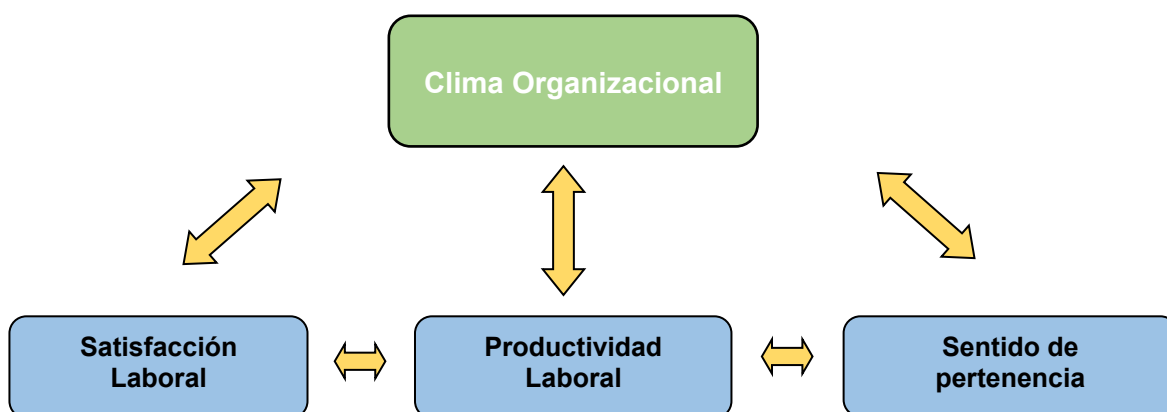 Clima Organizacional
Satisfacción
Laboral
Productividad
Laboral
Sentido de
pertenencia